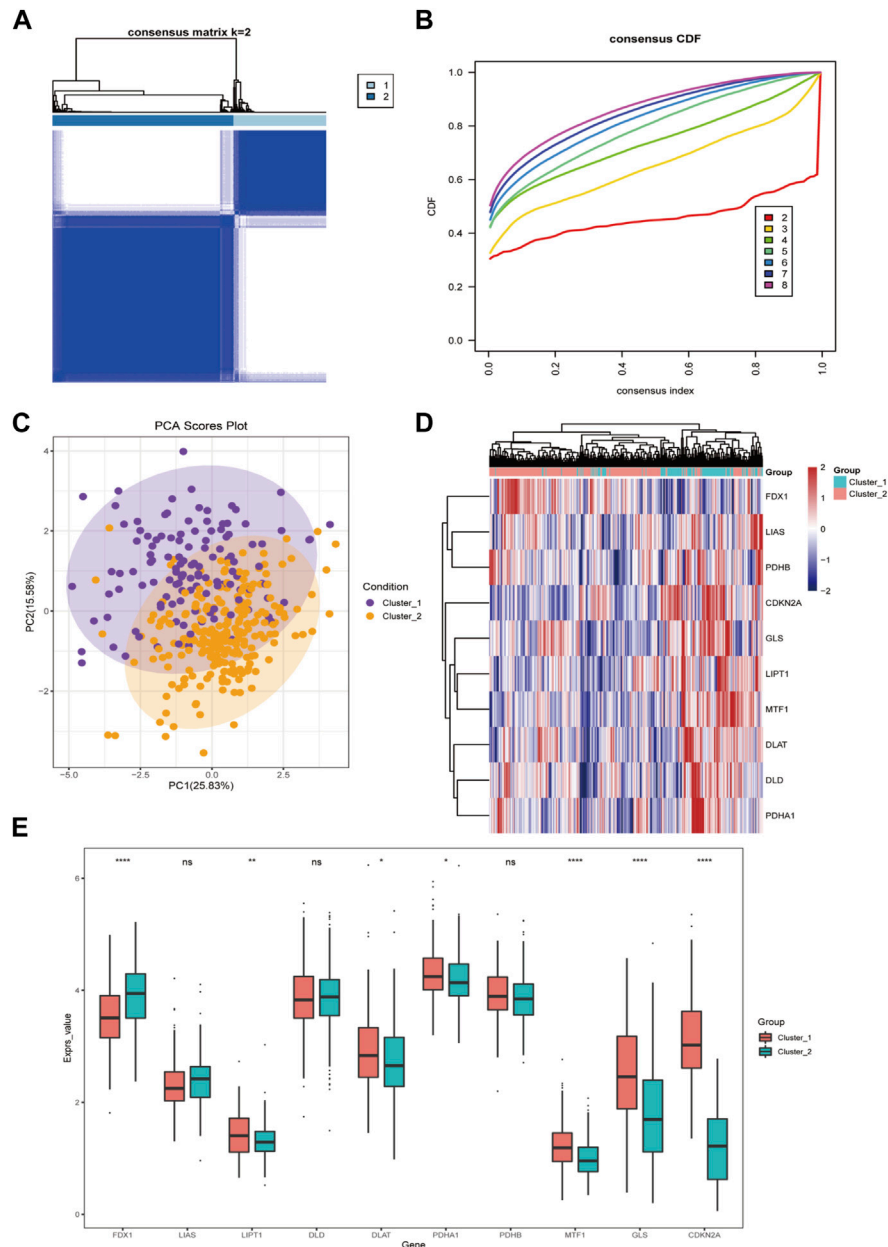 A
consensus matrix k=2
1
2
B
consensus CDF
CDF
1.0
0.8
0.6
0.4
0.2
0.0
2
3
4
5
6
7
8
0.0 0.2 0.4 0.6 0.8 1.0
consensus index
C
PCA Scores Plot
PC2(15.58%)
4
2
0
−2
−5.0 −2.5 0.0 2.5
PC1(25.83%)
Condition
Cluster_1
Cluster_2
D
Group
FDX1
LIAS
PDHB
CDKN2A
GLS
LIPT1
MTF1
DLAT
DLD
PDHA1
2
1
0
−1
−2
Group
Cluster_1
Cluster_2
E
**** ns ** ns * * ns **** **** ****
Exprs_value
6
4
2
FDX1 LIAS LIPT1 DLD DLAT PDHA1 PDHB MTF1 GLS CDKN2A
Gene
Group
Cluster_1
Cluster_2